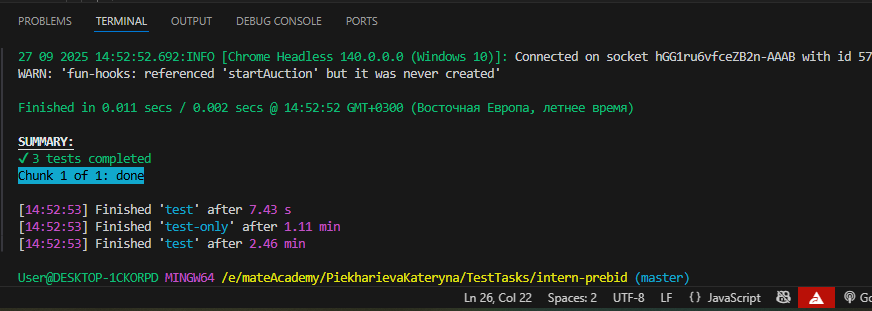 PROBLEMS TERMINAL OUTPUT DEBUG CONSOLE PORTS
27 09 2025 14:52:52.692:INFO [Chrome Headless 140.0.0.0 (Windows 10)]: Connected on socket hGG1ru6vfceZB2n-AAAB with id 57
WARN: 'fun-hooks: referenced 'startAuction' but it was never created'
Finished in 0.011 secs / 0.002 secs @ 14:52:52 GMT+0300 (Восточная Европа, летнее время)
SUMMARY:
✓ 3 tests completed
Chunk 1 of 1: done
[14:52:53] Finished 'test' after 7.43 s
[14:52:53] Finished 'test-only' after 1.11 min
[14:52:53] Finished 'test' after 2.46 min
User@DESKTOP-1CKORPD MINGW64 /e/mateAcademy/PiekharievaKateryna/TestTasks/intern-prebid (master)
Ln 26, Col 22 Spaces: 2 UTF-8 LF {} JavaScript Go